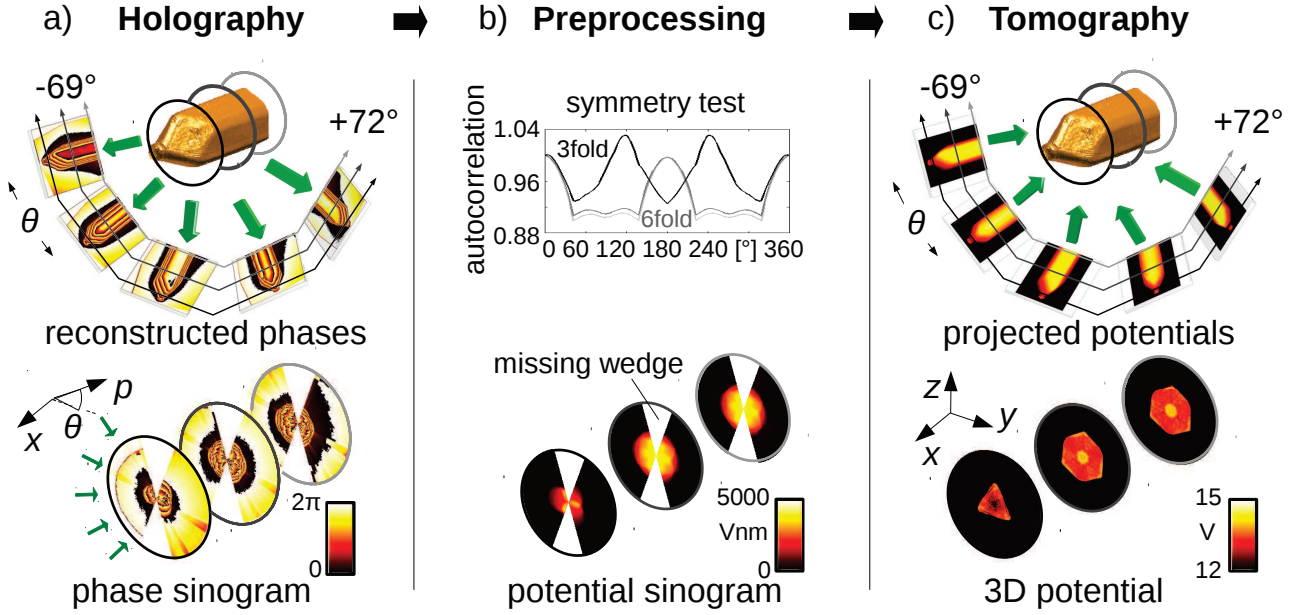 a) Holography
-69°
+72°
θ
reconstructed phases
p
x
θ
2π
0
phase sinogram
b) Preprocessing
symmetry test
autocorrelation
1.04
0.96
0.88
3fold
6fold
0 60 120 180 240 [°] 360
missing wedge
5000
Vnm
0
potential sinogram
c) Tomography
-69°
+72°
θ
projected potentials
z
y
x
15
V
12
3D potential